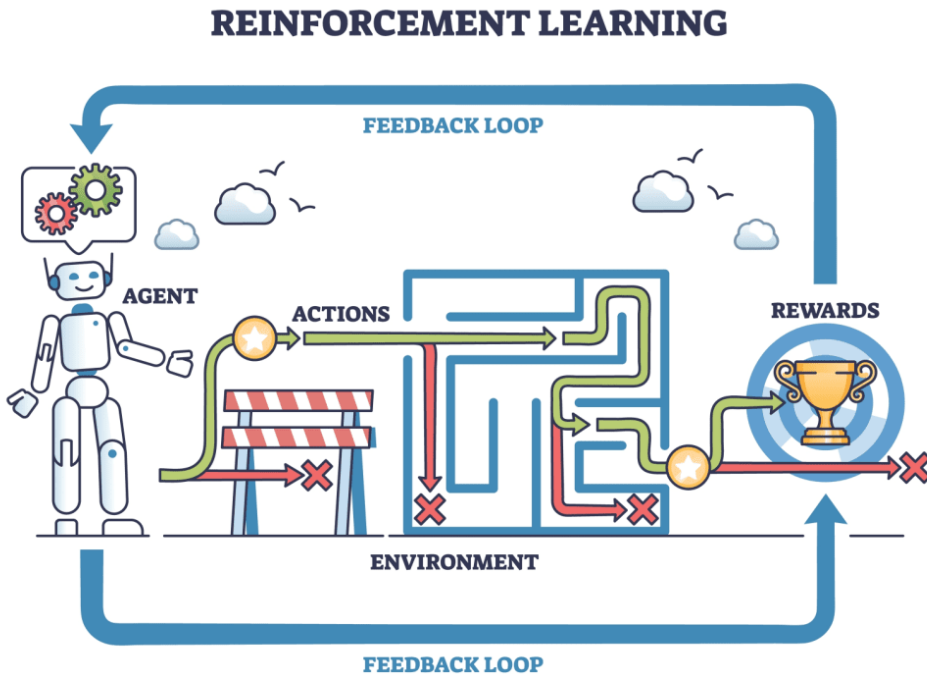 REINFORCEMENT LEARNING
FEEDBACK LOOP
AGENT
ACTIONS
REWARDS
ENVIRONMENT
FEEDBACK LOOP